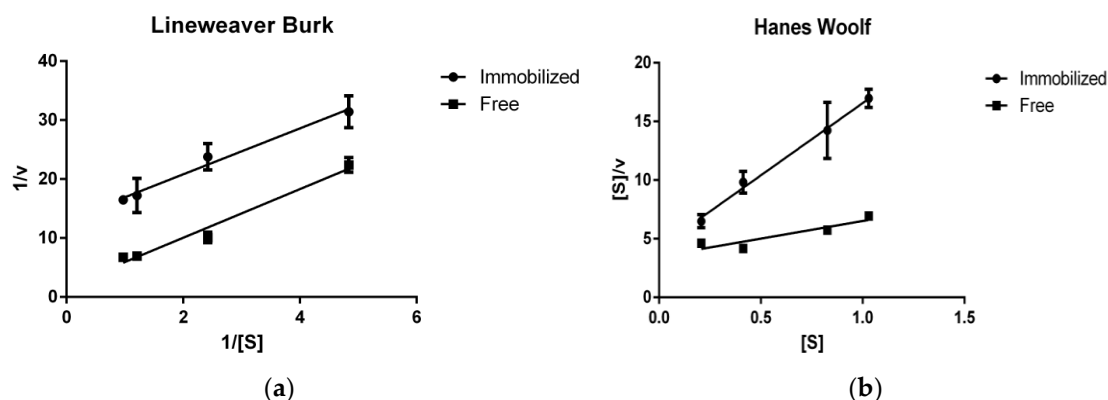 Lineweaver Burk
40
30
20
10
0
0 2 4 6
1/v
1/[S]
Immobilized
Free
(a)
Hanes Woolf
20
15
10
5
0
0.0 0.5 1.0 1.5
[S]/v
[S]
Immobilized
Free
(b)